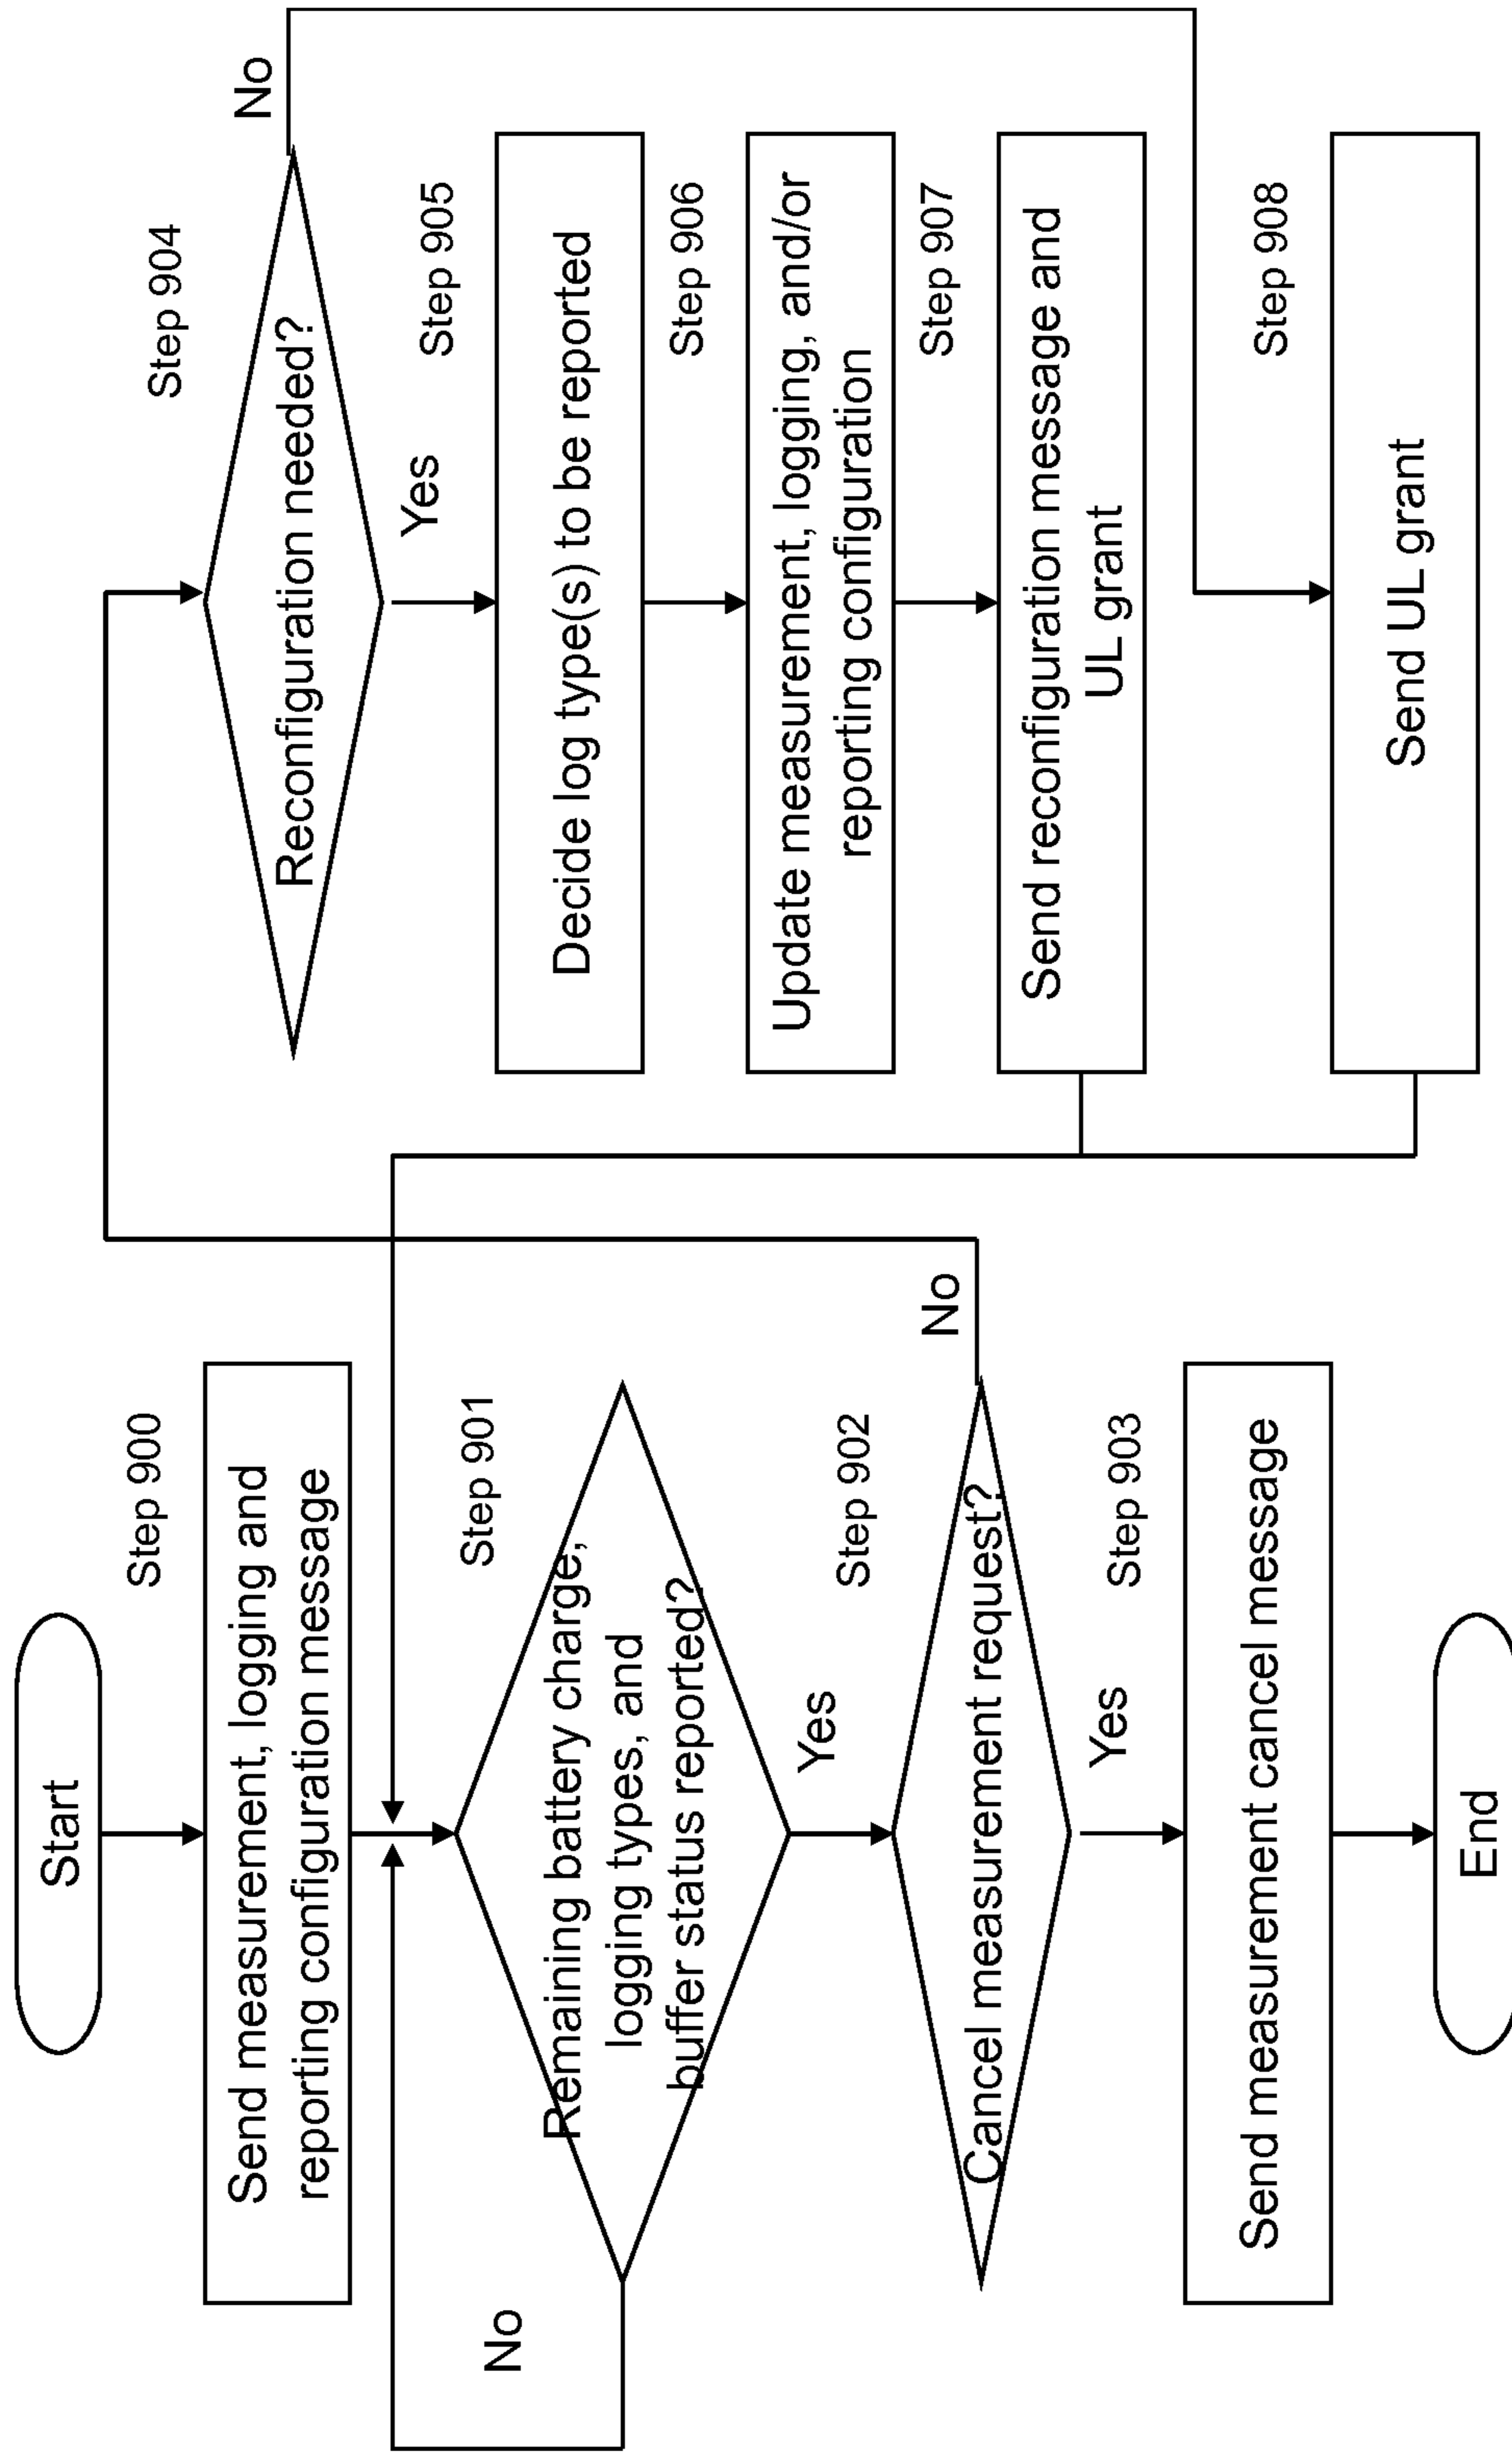 Start
Step 900
Send measurement, logging and
reporting configuration message
Step 901
Remaining battery charge,
logging types, and
buffer status reported?
No
Yes
Step 902
Cancel measurement request?
No
Yes
Step 903
Send measurement cancel message
End
Step 904
Reconfiguration needed?
No
Yes
Step 905
Decide log type(s) to be reported
Step 906
Update measurement, logging, and/or
reporting configuration
Step 907
Send reconfiguration message and
UL grant
Step 908
Send UL grant